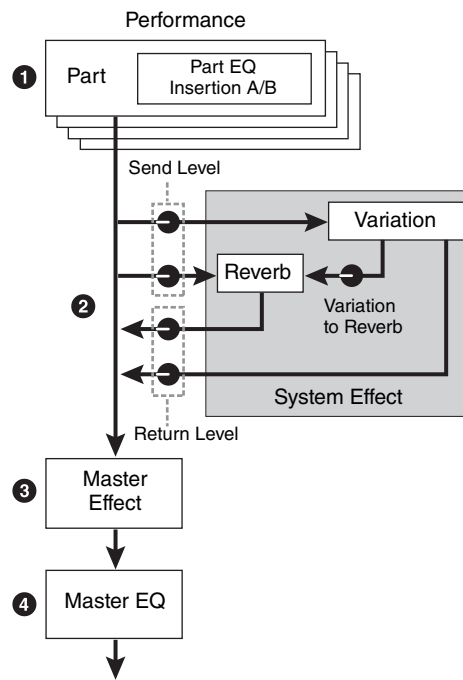 Performance
1
Part
Part EQ
Insertion A/B
Send Level
Variation
Reverb
2
Variation
to Reverb
System Effect
Return Level
3
Master
Effect
4
Master EQ